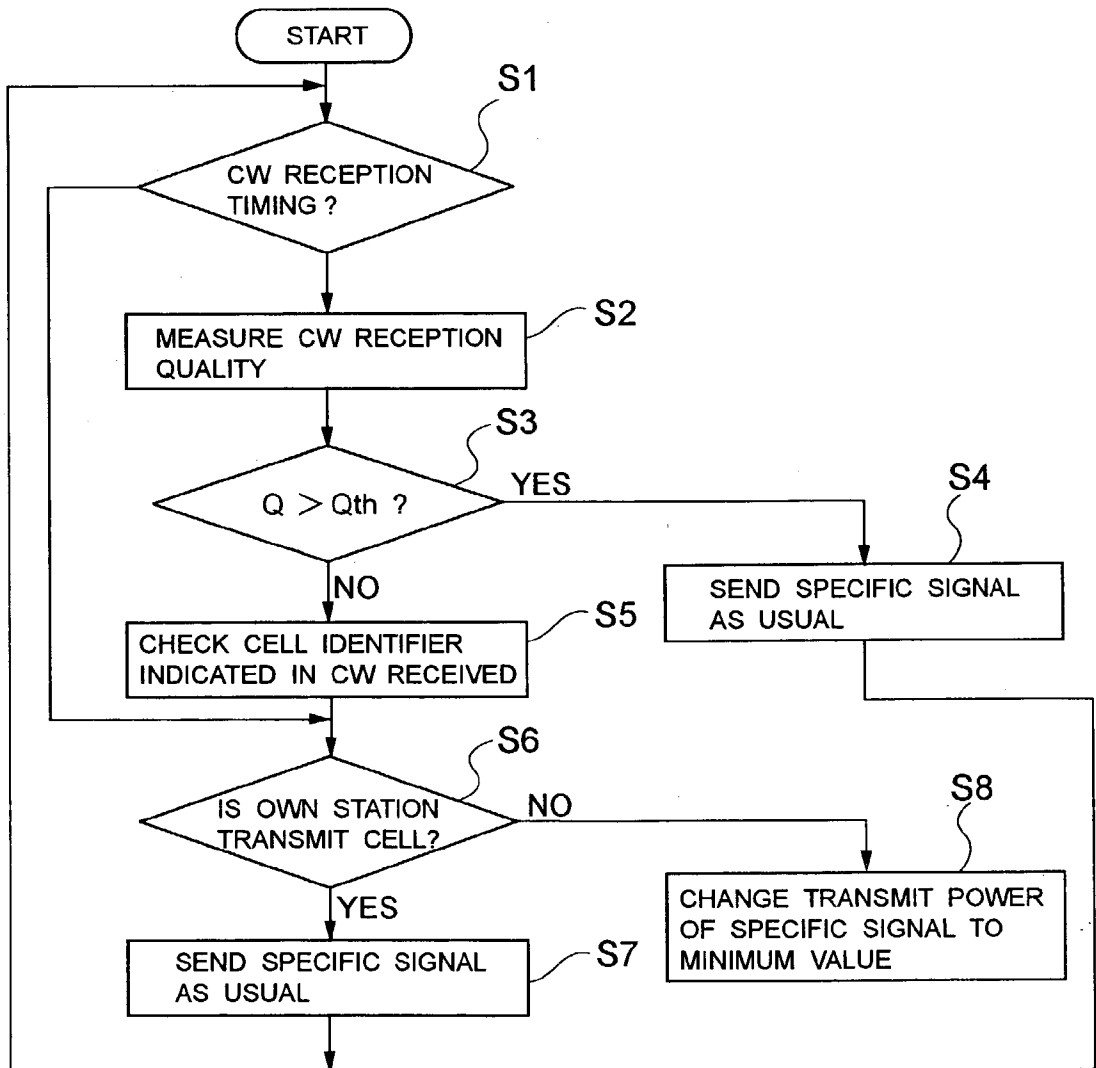 START
S1
CW RECEPTION
TIMING ?
S2
MEASURE CW RECEPTION
QUALITY
S3
Q > Qth ?
YES
S4
SEND SPECIFIC SIGNAL
AS USUAL
NO
S5
CHECK CELL IDENTIFIER
INDICATED IN CW RECEIVED
S6
IS OWN STATION
TRANSMIT CELL?
NO
S8
CHANGE TRANSMIT POWER
OF SPECIFIC SIGNAL TO
MINIMUM VALUE
YES
S7
SEND SPECIFIC SIGNAL
AS USUAL